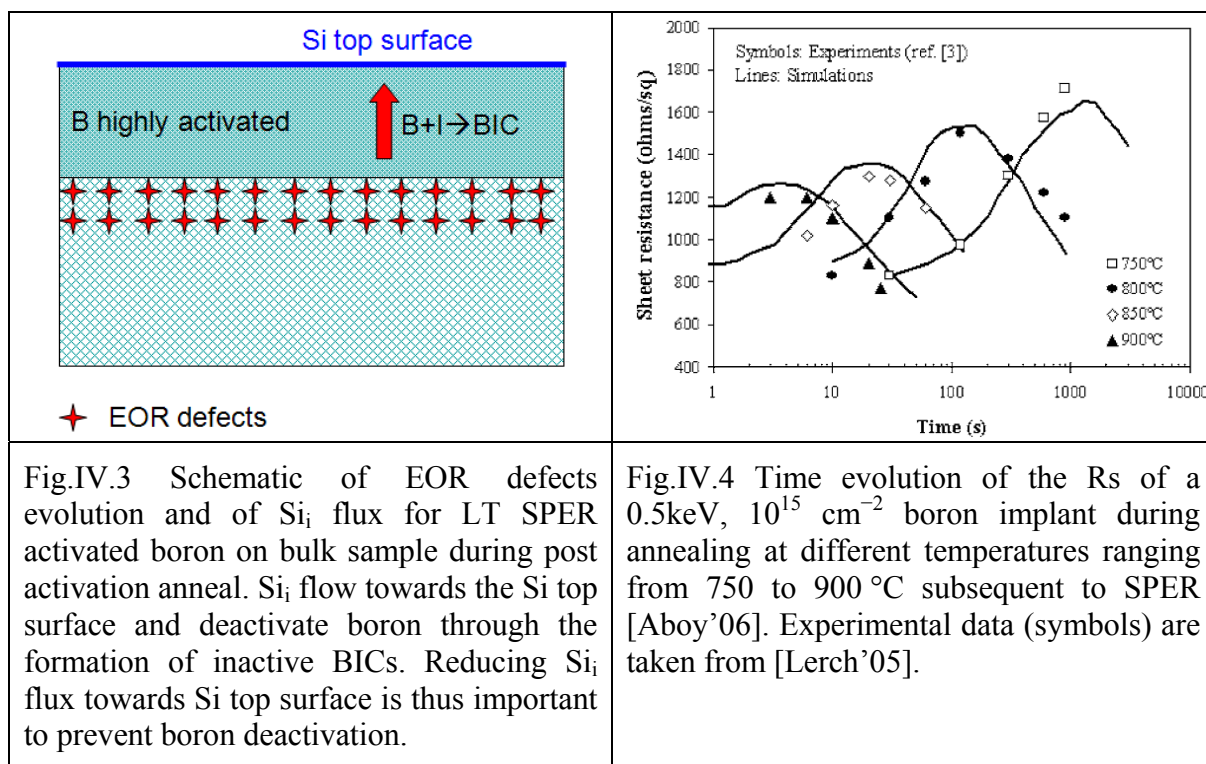 Si top surface
B highly activated
B+I→BIC
EOR defects
2000
1800
1600
1400
1200
1000
800
600
400
Sheet resistance (ohms/sq)
Symbols: Experiments (ref. [3])
Lines: Simulations
□ 750°C
● 800°C
◇ 850°C
▲ 900°C
1 10 100 1000 10000
Time (s)
Fig.IV.3 Schematic of EOR defects
evolution and of Siᵢ flux for LT SPER
activated boron on bulk sample during post
activation anneal. Siᵢ flow towards the Si top
surface and deactivate boron through the
formation of inactive BICs. Reducing Siᵢ
flux towards Si top surface is thus important
to prevent boron deactivation.
Fig.IV.4 Time evolution of the Rs of a
0.5keV, 10¹⁵ cm⁻² boron implant during
annealing at different temperatures ranging
from 750 to 900 °C subsequent to SPER
[Aboy’06]. Experimental data (symbols) are
taken from [Lerch’05].